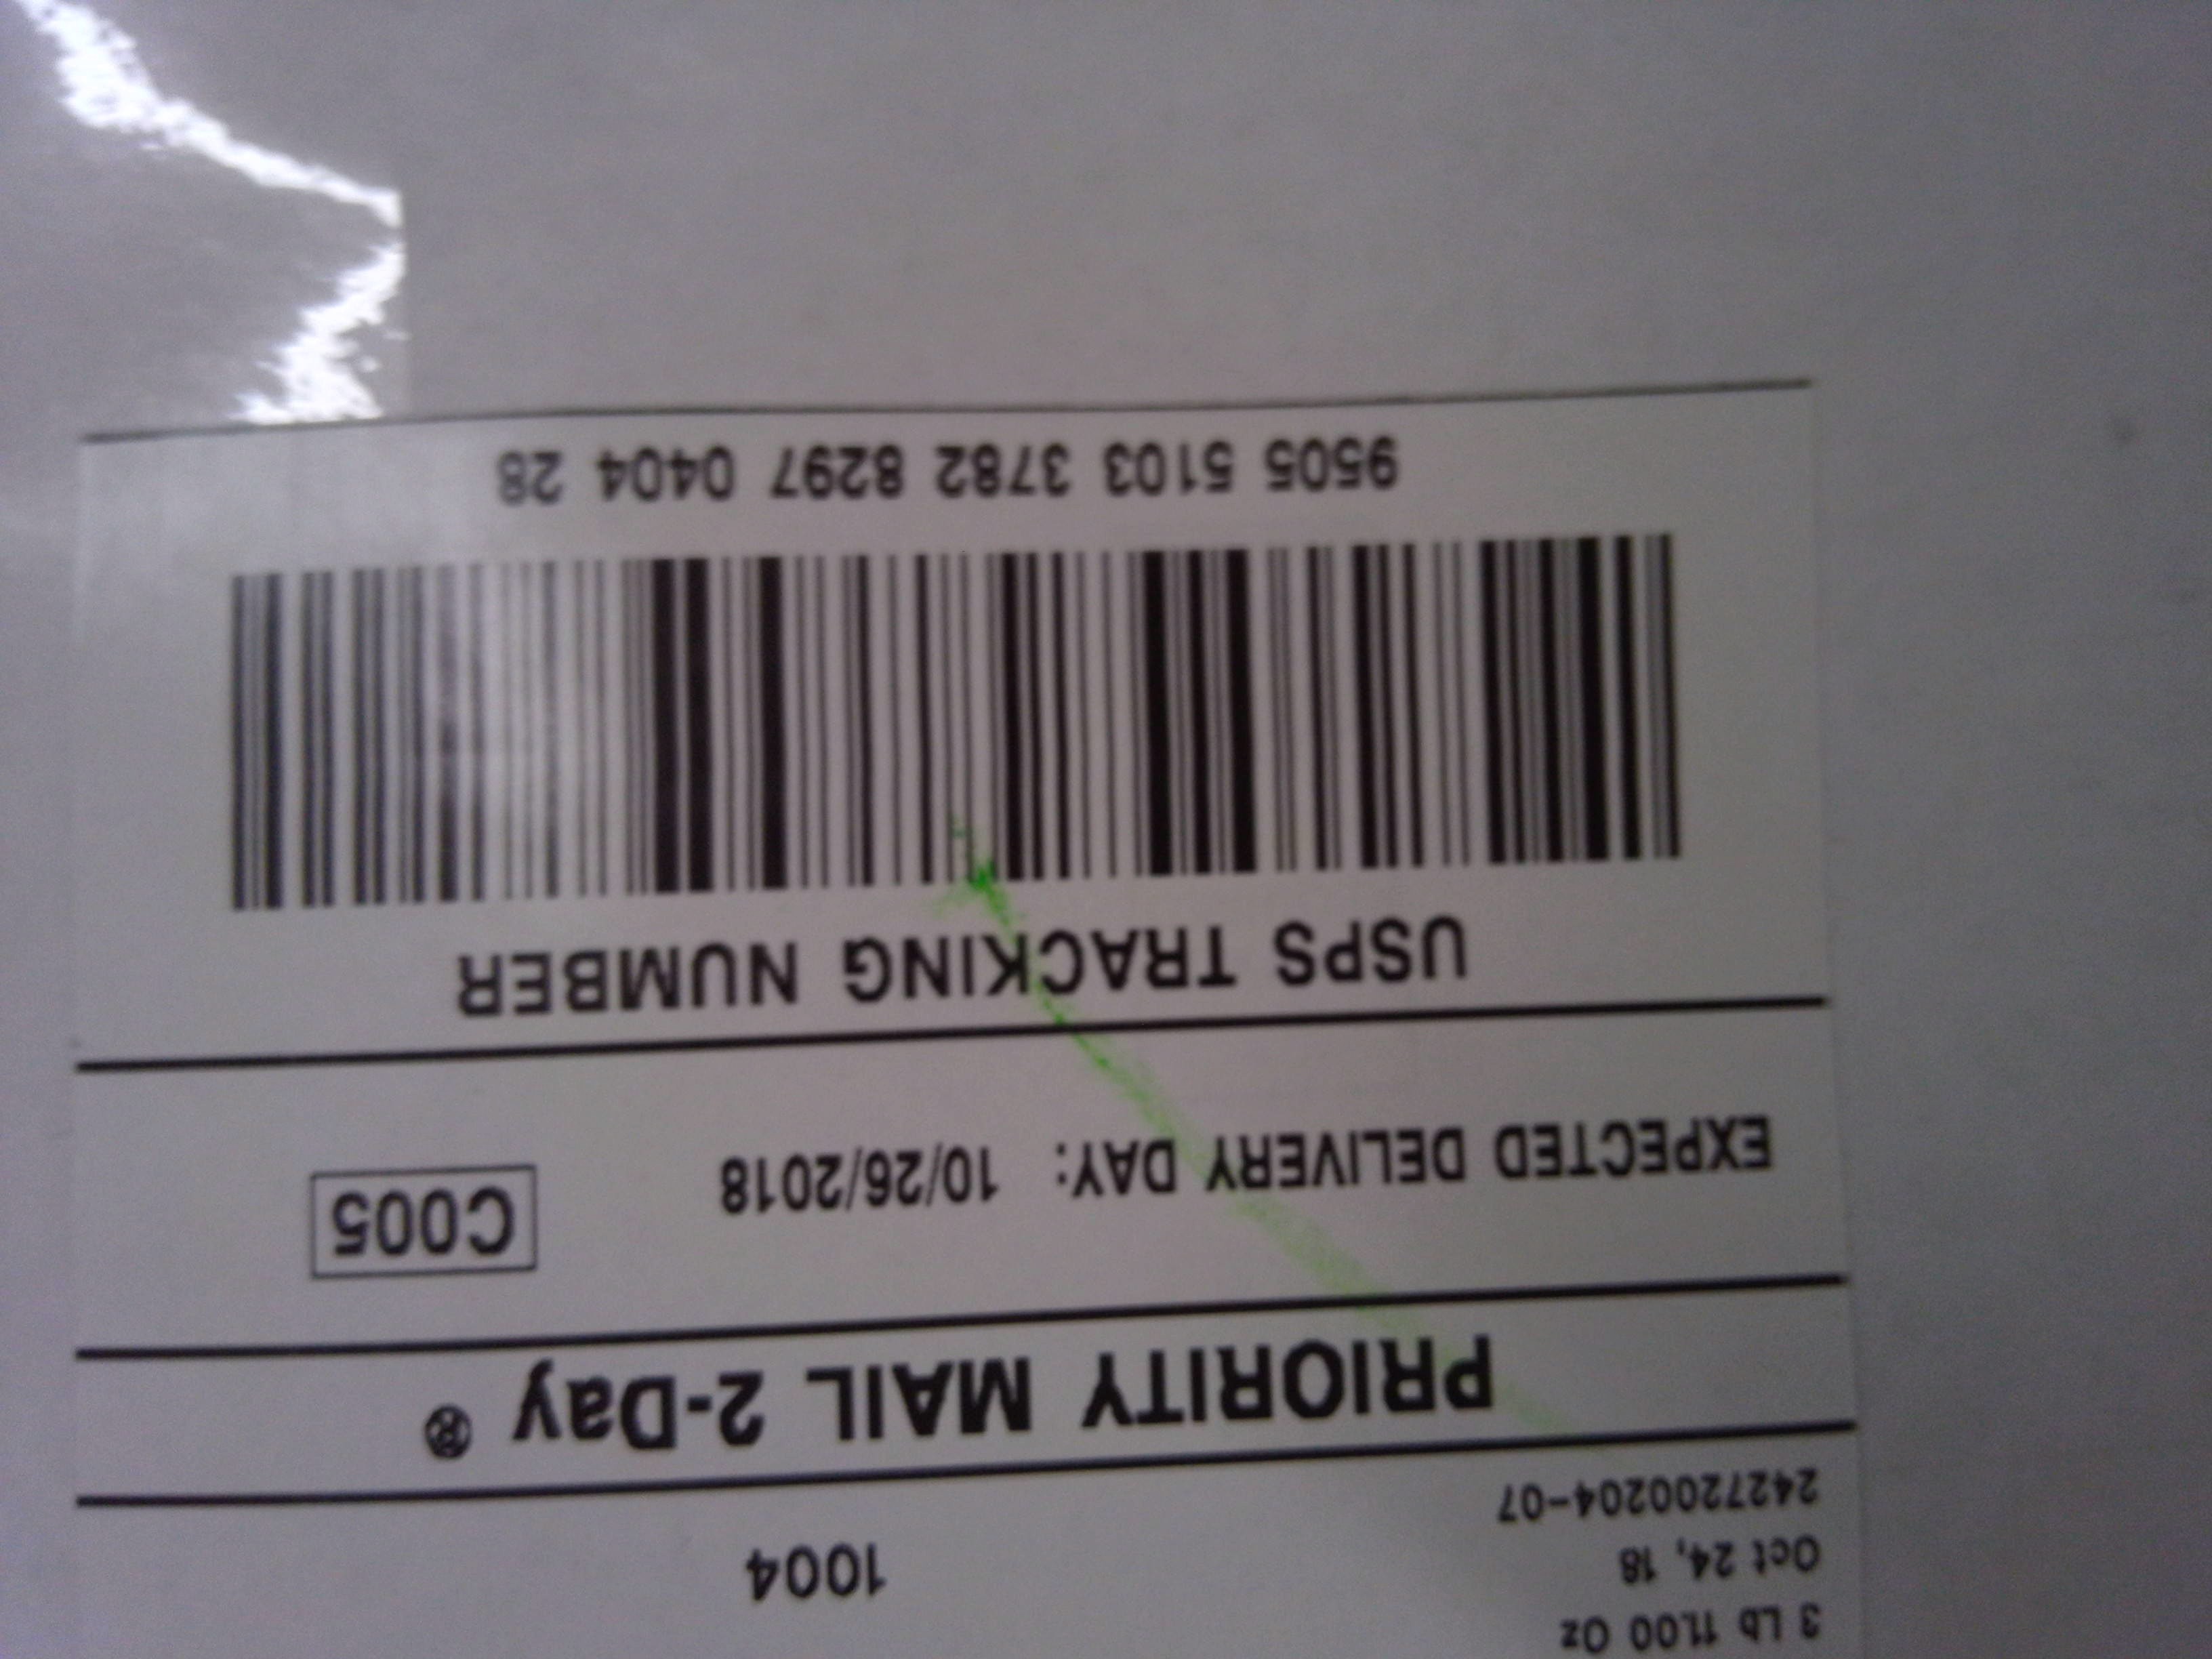 3 Lb 11.00 Oz
Oct 24, 18
2427200204-07
1004
PRIORITY MAIL 2-Day ®
EXPECTED DELIVERY DAY: 10/26/2018
C005
USPS TRACKING NUMBER
9505 5103 3782 8297 0404 28